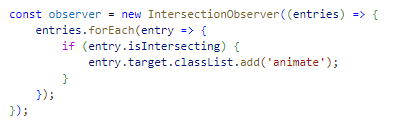 const observer = new IntersectionObserver((entries) => {
    entries.forEach(entry => {
        if (entry.isIntersecting) {
            entry.target.classList.add('animate');
        }
    });
});